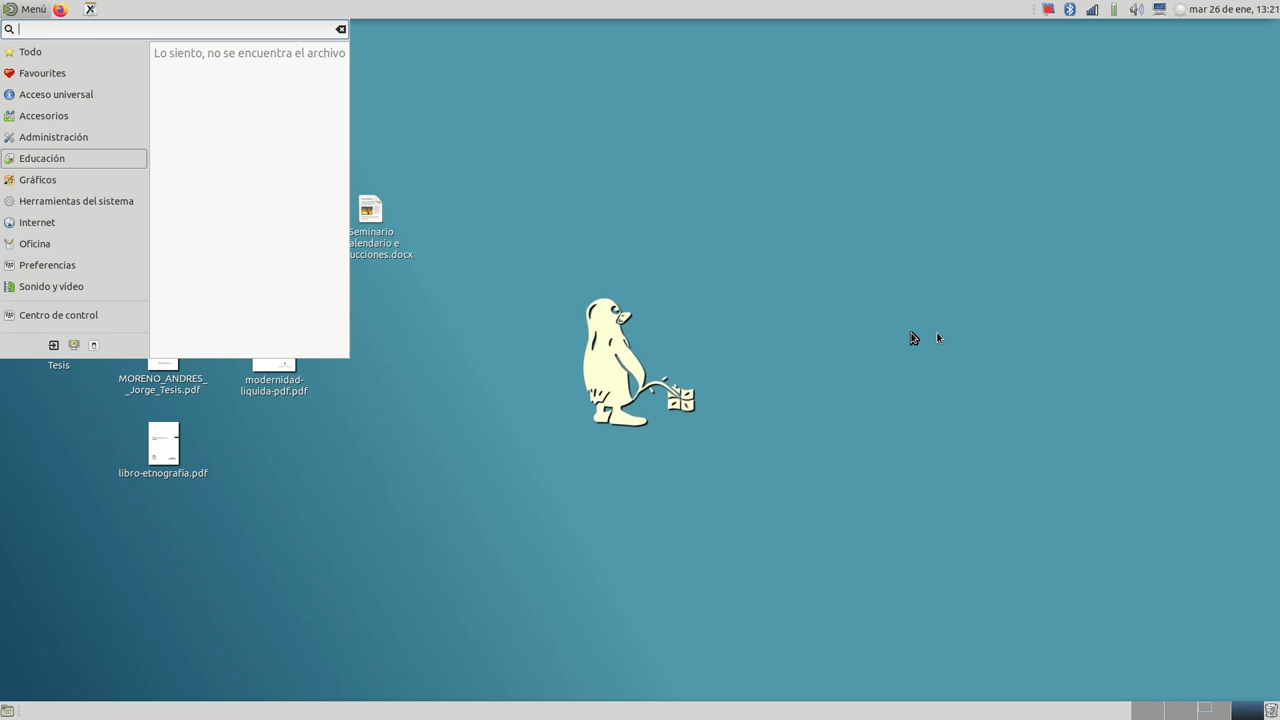 Menú
mar 26 de ene, 13:21
Lo siento, no se encuentra el archivo
Todo
Favourites
Acceso universal
Accesorios
Administración
Educación
Gráficos
Herramientas del sistema
Internet
Oficina
Preferencias
Sonido y vídeo
Centro de control
Seminario
alendario e
ucciones.docx
Tesis
MORENO_ANDRES_
_Jorge_Tesis.pdf
modernidad-
liquida-pdf.pdf
libro-etnografia.pdf